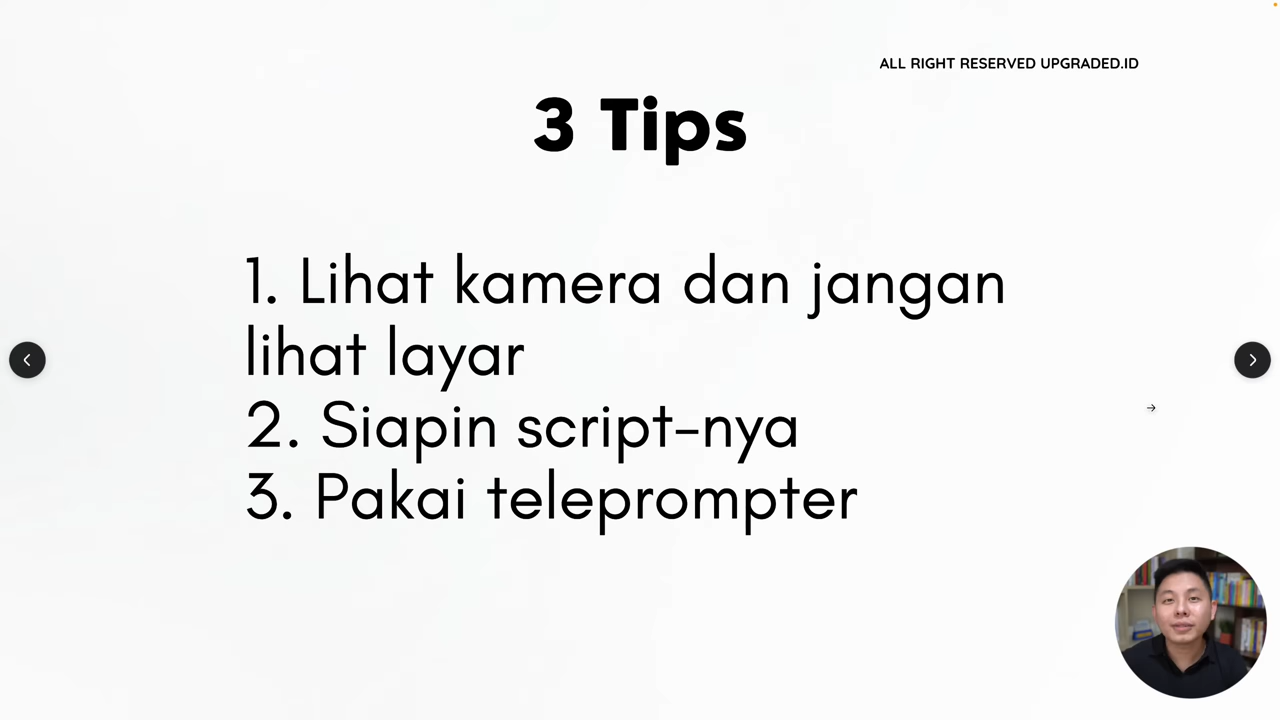 ALL RIGHT RESERVED UPGRADED.ID
3 Tips
1. Lihat kamera dan jangan
lihat layar
2. Siapin script-nya
3. Pakai teleprompter